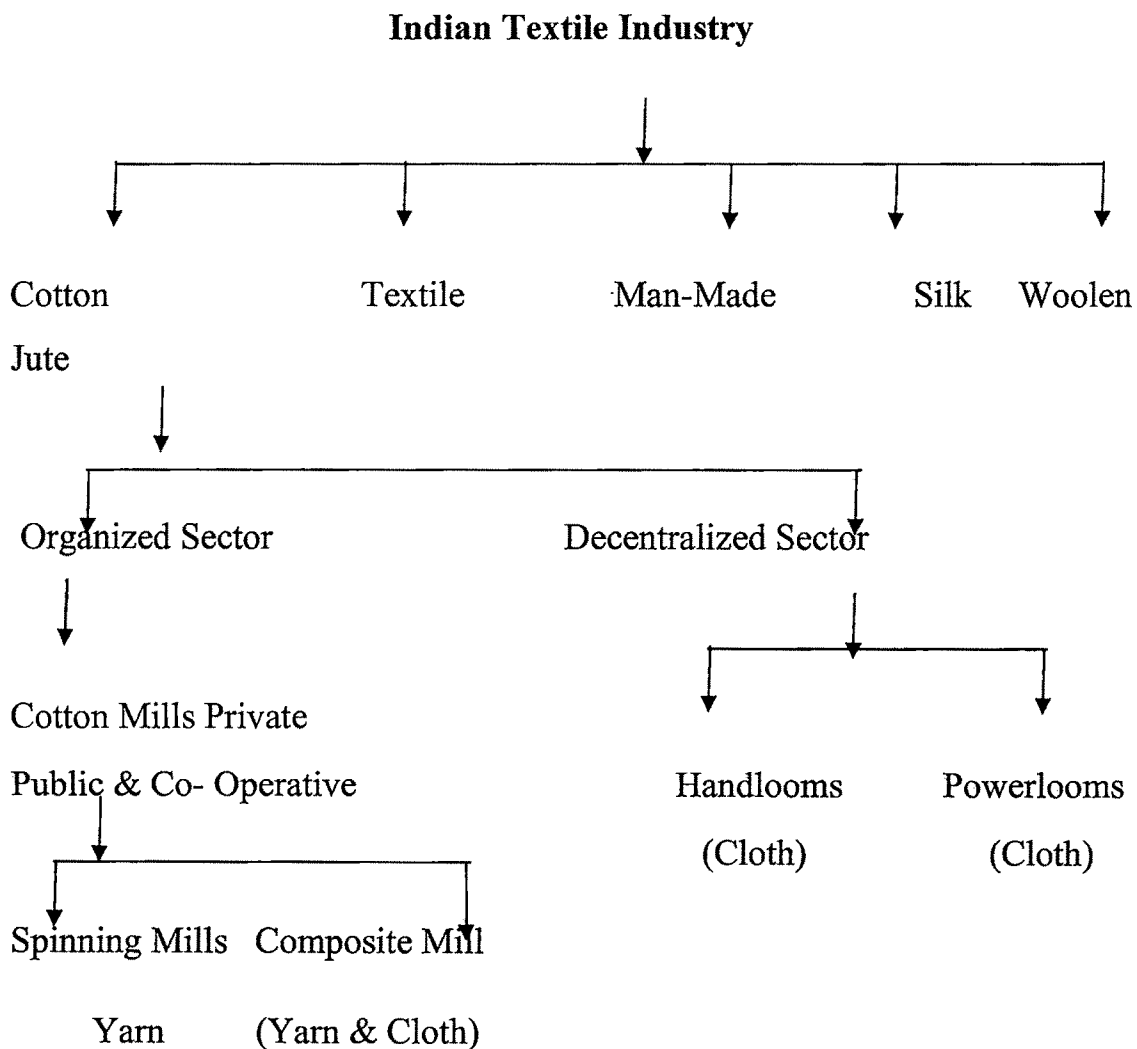 Indian Textile Industry
Cotton Textile Man-Made Silk Woolen
Jute
Organized Sector Decentralized Sector
Cotton Mills Private
Public & Co- Operative Handlooms Powerlooms
(Cloth) (Cloth)
Spinning Mills Composite Mill
Yarn (Yarn & Cloth)